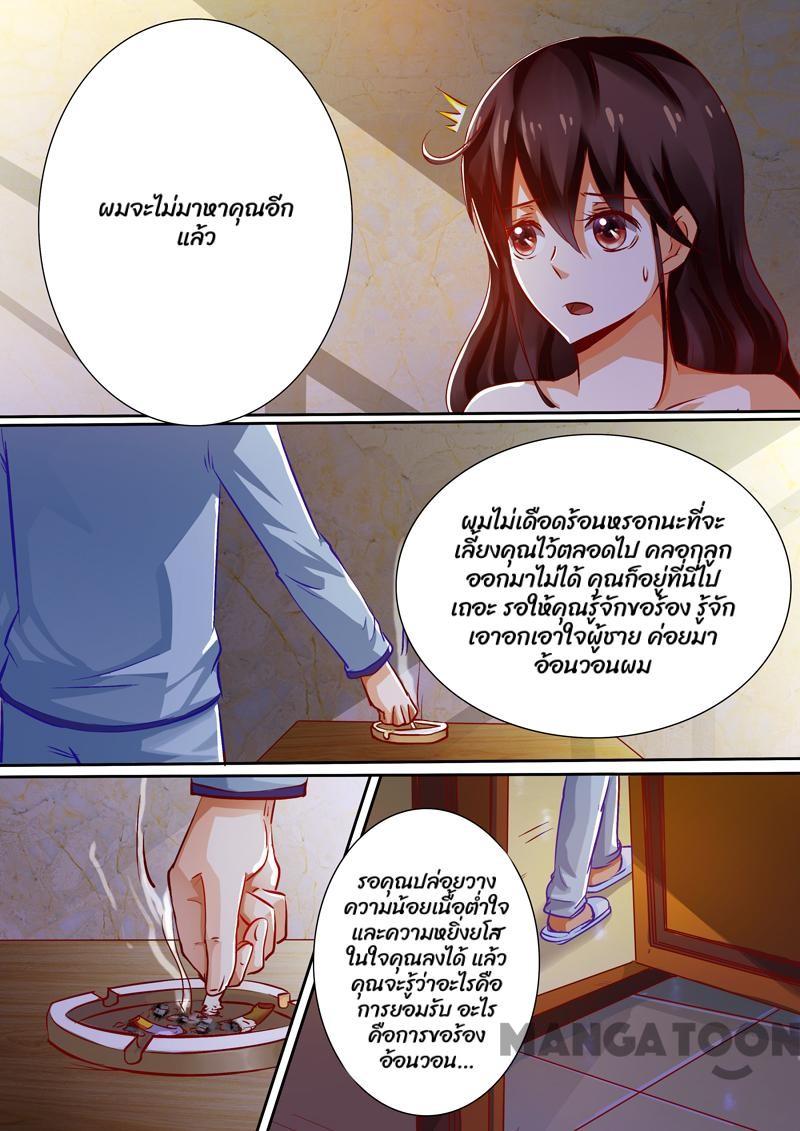 ผมจะไม่มาหาคุณอีก
แล้ว
ผมไม่เดือดร้อนหรอกนะที่จะ
เลี้ยงคุณไว้ตลอดไป คลอดลูก
ออกมาไม่ได้ คุณก็อยู่ที่นี่ไป
เถอะ รอให้คุณรู้จักขอร้อง รู้จัก
เอาอกเอาใจผู้ชาย ค่อยมา
อ้อนวอนผม
รอคุณปล่อยวาง
ความน้อยเนื้อต่ำใจ
และความหยิ่งยโส
ในใจคุณลงได้ แล้ว
คุณจะรู้ว่าอะไรคือ
การยอมรับ อะไร
คือการขอร้อง
อ้อนวอน...
MANGATOON